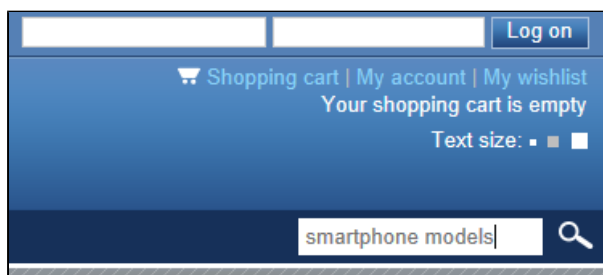 Log on
Shopping cart | My account | My wishlist
Your shopping cart is empty
Text size:
smartphone models